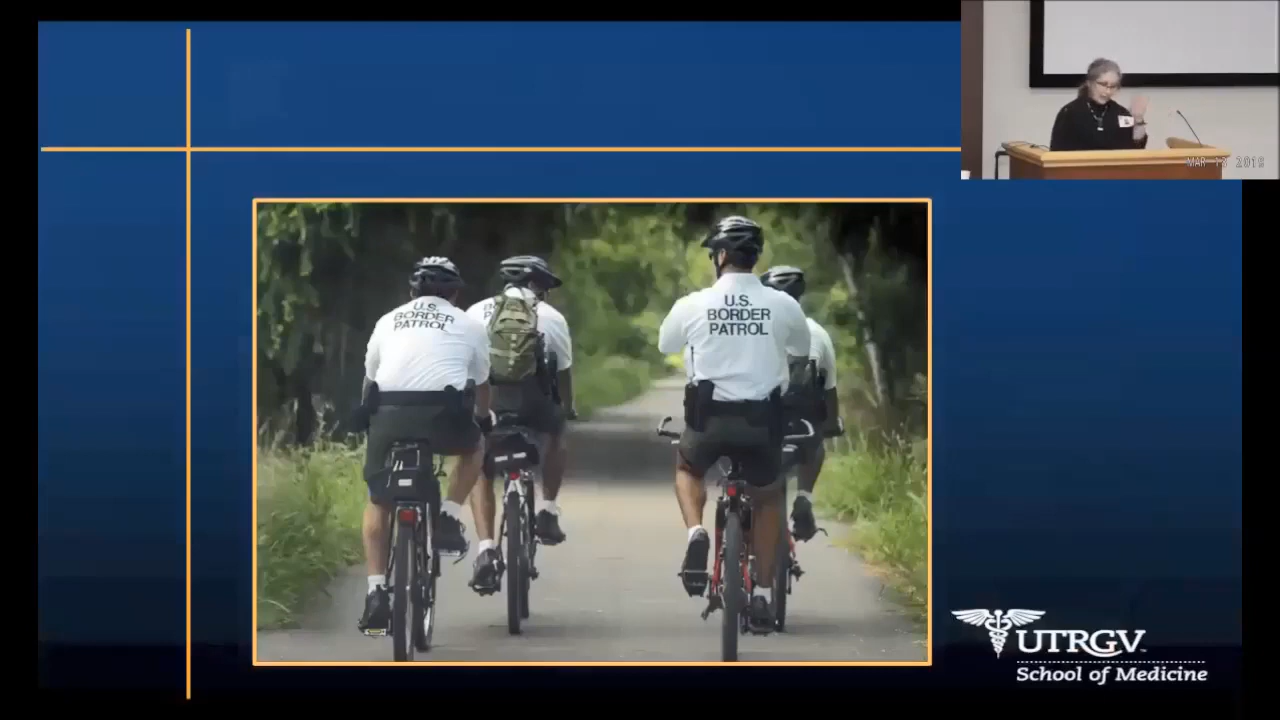 U.S.
BORDER
PATROL
U.S.
BORDER
PATROL
UTRGV
School of Medicine